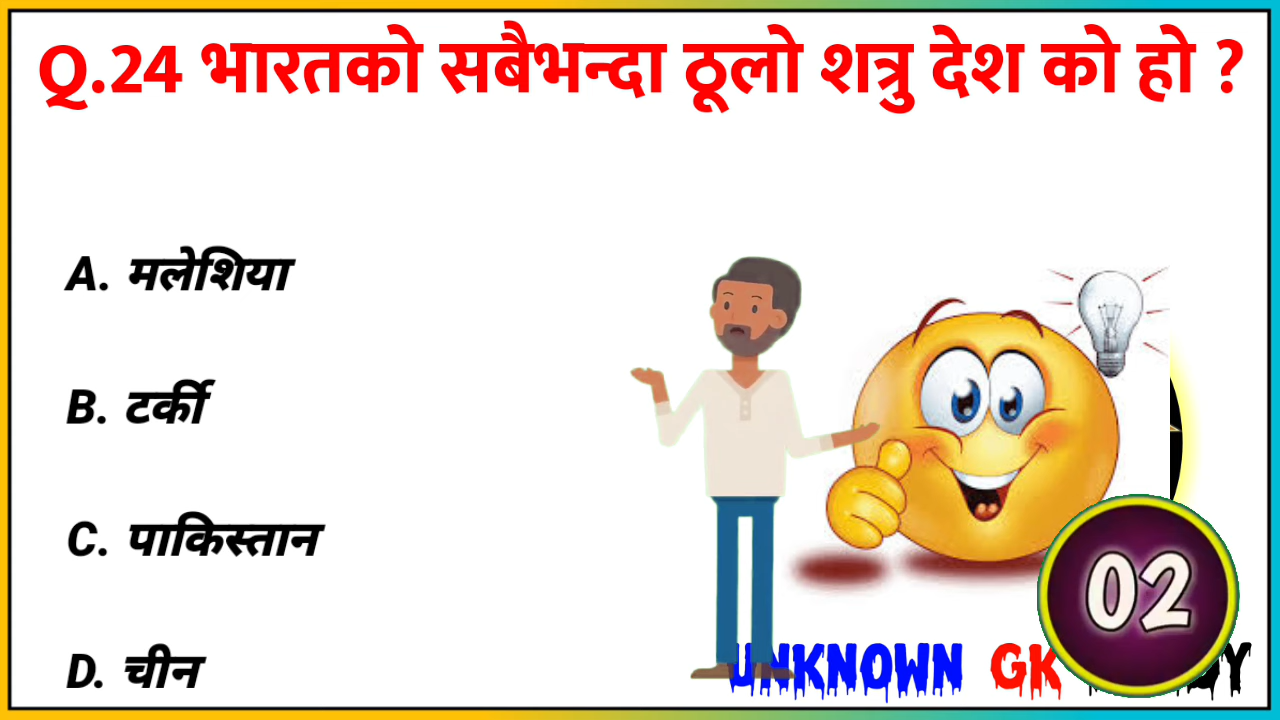 Q.24 भारतको सबैभन्दा ठूलो शत्रु देश को हो ?
A. मलेशिया
B. टर्की
C. पाकिस्तान
D. चीन
02
UNKNOWN GK